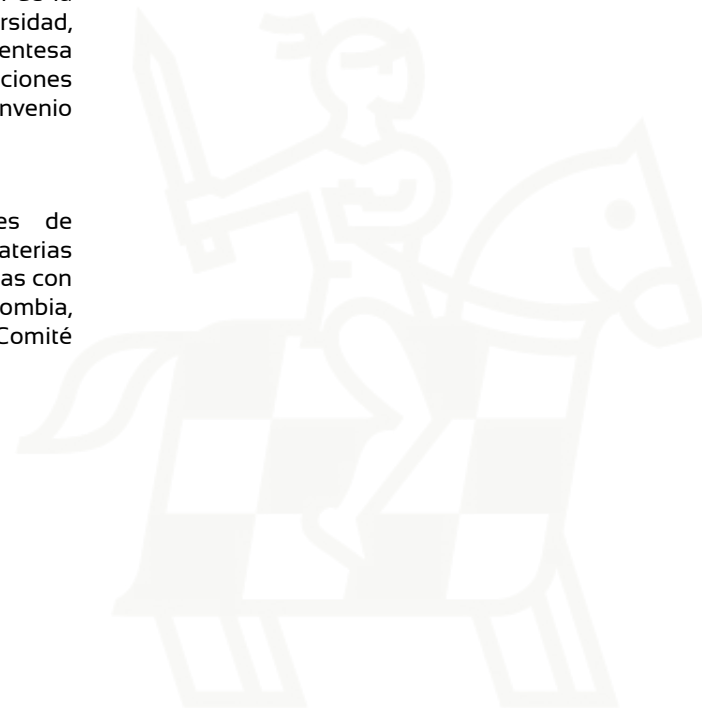 rsidad,
entesa
ciones
nvenio
es de
aterias
as con
ombia,
Comité